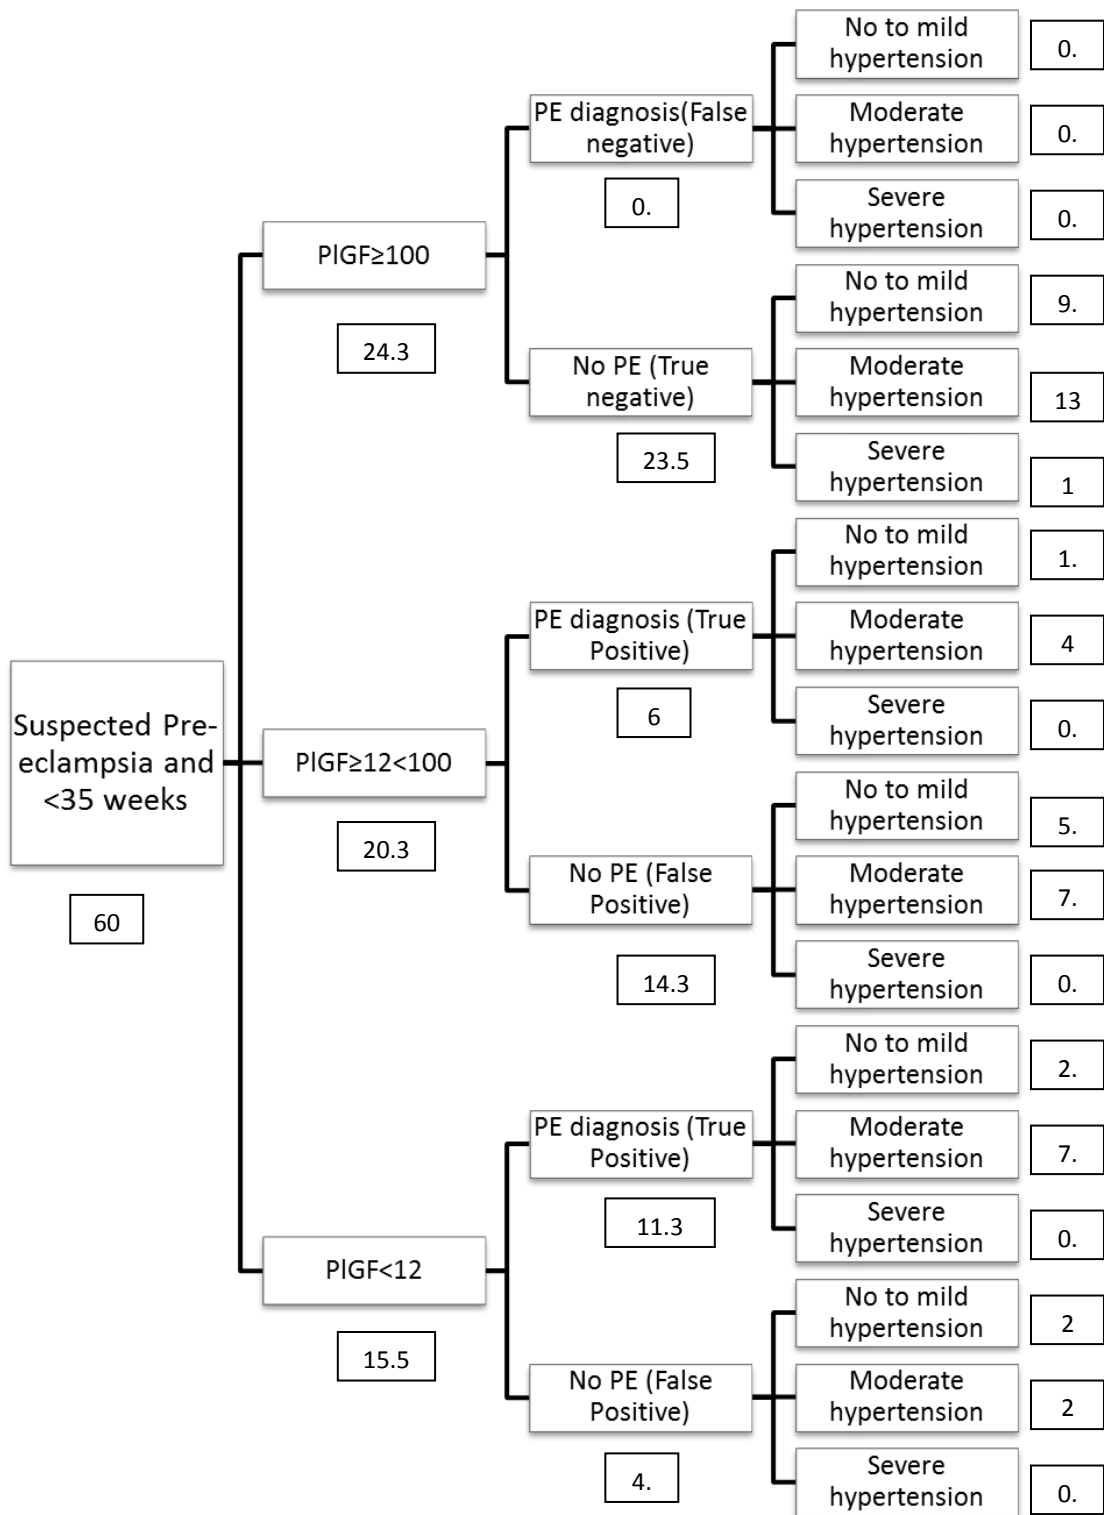 No to mild
hypertension
0.
Moderate
hypertension
0.
Severe
hypertension
0.
PE diagnosis(False
negative)
0.
PlGF≥100
24.3
No to mild
hypertension
9.
Moderate
hypertension
13
Severe
hypertension
1
No PE (True
negative)
23.5
No to mild
hypertension
1.
Moderate
hypertension
4
Severe
hypertension
0.
PE diagnosis (True
Positive)
6
Suspected Pre-
eclampsia and
<35 weeks
60
PlGF≥12<100
20.3
No to mild
hypertension
5.
Moderate
hypertension
7.
Severe
hypertension
0.
No PE (False
Positive)
14.3
No to mild
hypertension
2.
Moderate
hypertension
7.
Severe
hypertension
0.
PE diagnosis (True
Positive)
11.3
PlGF<12
15.5
No to mild
hypertension
2
Moderate
hypertension
2
Severe
hypertension
0.
No PE (False
Positive)
4.